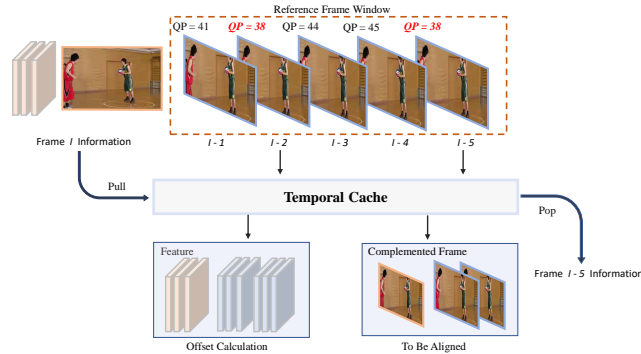 Reference Frame Window
QP = 41 QP = 38 QP = 44 QP = 45 QP = 38
Frame I Information
I - 1 I - 2 I - 3 I - 4 I - 5
Pull
Temporal Cache
Pop
Feature
Complemented Frame
Frame I - 5 Information
Offset Calculation
To Be Aligned